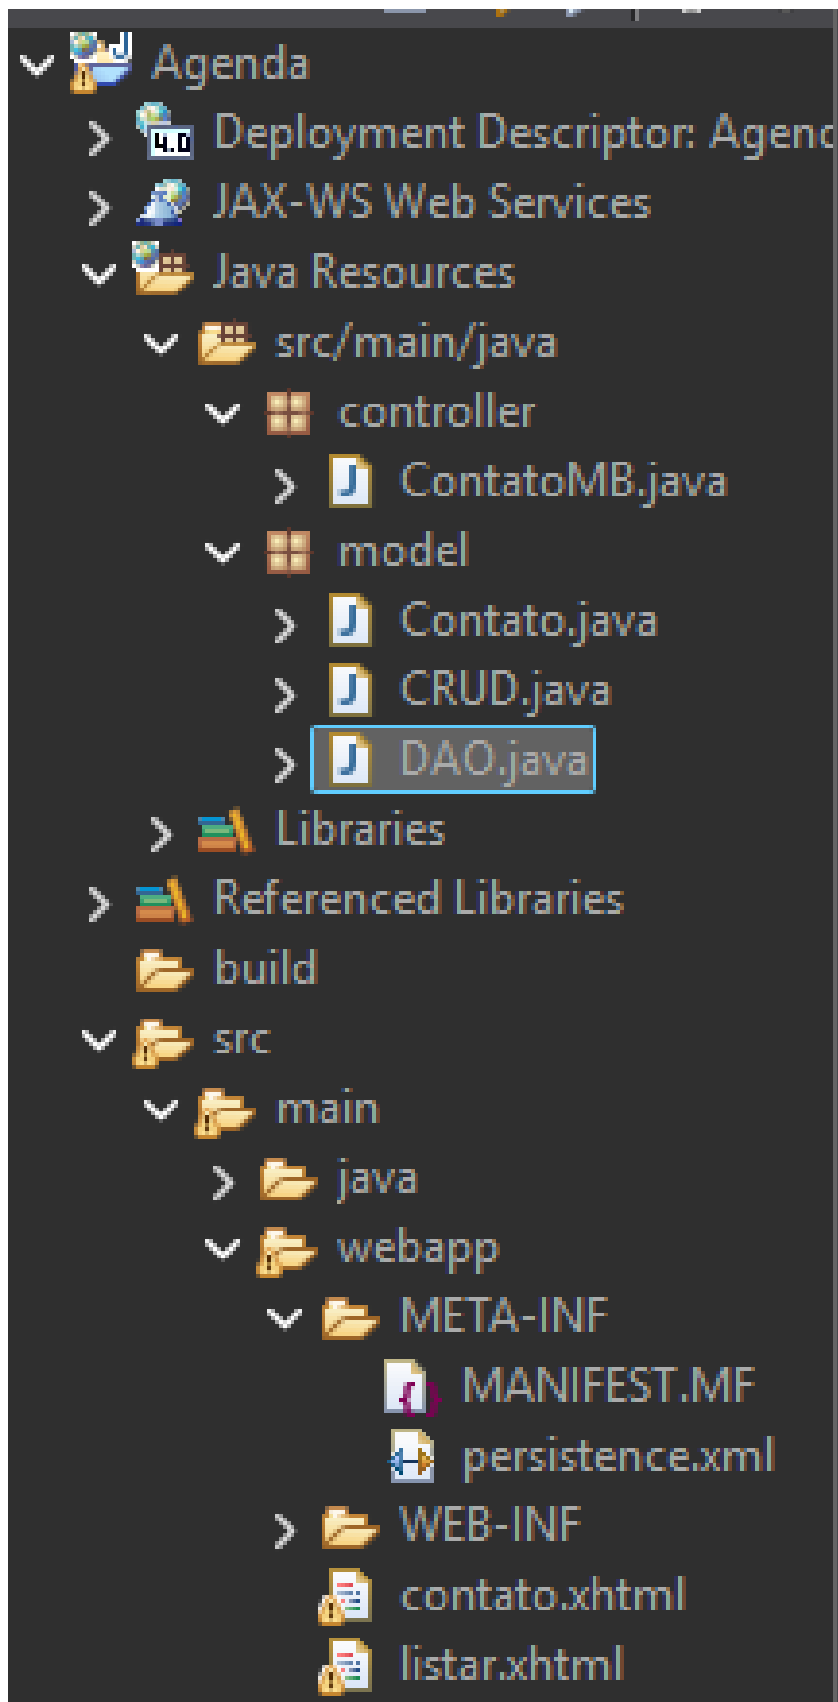 Agenda
4.0 Deployment Descriptor: Agend
JAX-WS Web Services
Java Resources
src/main/java
controller
ContatoMB.java
model
Contato.java
CRUD.java
DAO.java
Libraries
Referenced Libraries
build
src
main
java
webapp
META-INF
MANIFEST.MF
persistence.xml
WEB-INF
contato.xhtml
listar.xhtml